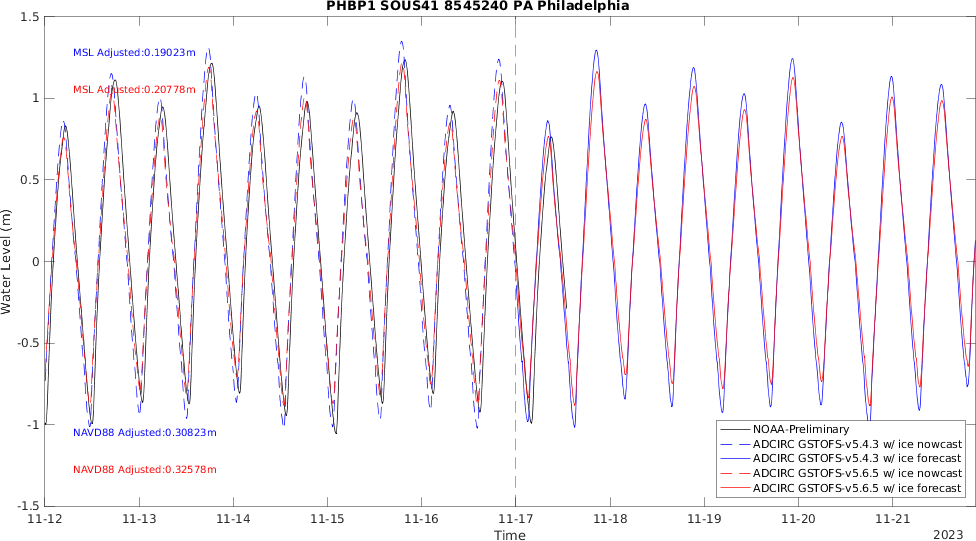 PHBP1 SOUS41 8545240 PA Philadelphia
1.5
1
0.5
0
-0.5
-1
-1.5
Water Level (m)
MSL Adjusted:0.19023m
MSL Adjusted:0.20778m
NAVD88 Adjusted:0.30823m
NAVD88 Adjusted:0.32578m
NOAA-Preliminary
ADCIRC GSTOFS-v5.4.3 w/ ice nowcast
ADCIRC GSTOFS-v5.4.3 w/ ice forecast
ADCIRC GSTOFS-v5.6.5 w/ ice nowcast
ADCIRC GSTOFS-v5.6.5 w/ ice forecast
11-12 11-13 11-14 11-15 11-16 11-17 11-18 11-19 11-20 11-21
Time
2023